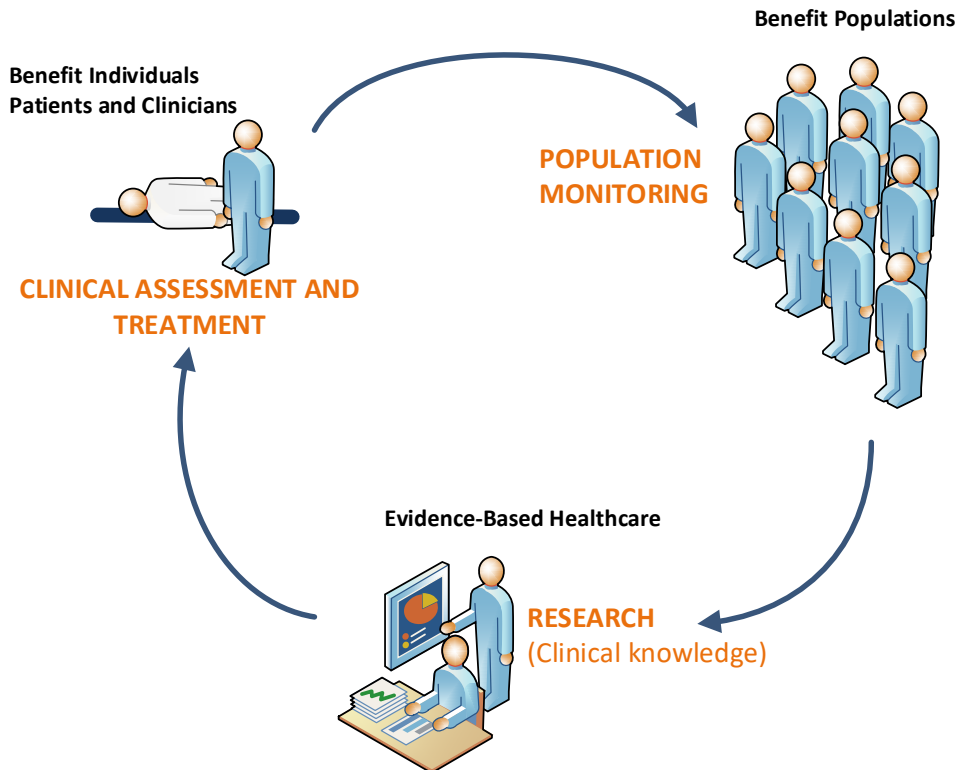 Benefit Populations
Benefit Individuals
Patients and Clinicians
POPULATION
MONITORING
CLINICAL ASSESSMENT AND
TREATMENT
Evidence-Based Healthcare
RESEARCH
(Clinical knowledge)